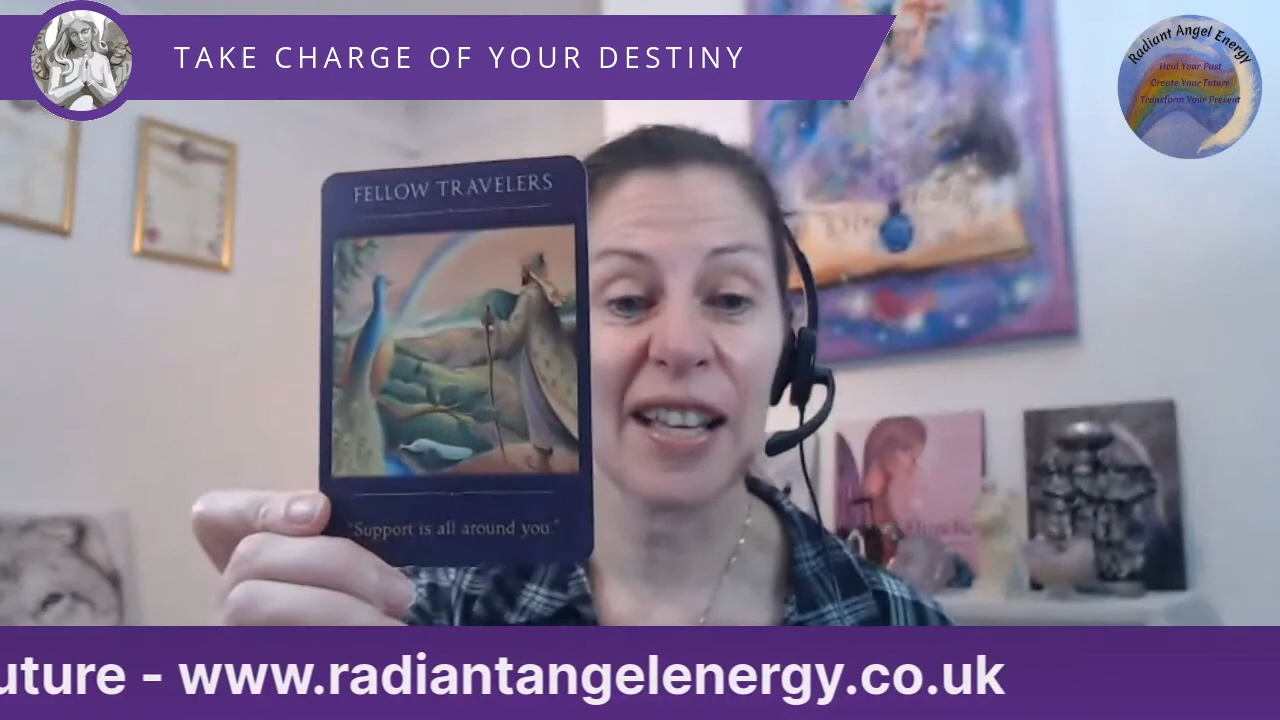 TAKE CHARGE OF YOUR DESTINY
Radiant Angel Energy
Heal Your Past
Create Your Future
Transform Your Present
FELLOW TRAVELERS
"Support is all around you."
uture - www.radiantangelenergy.co.uk